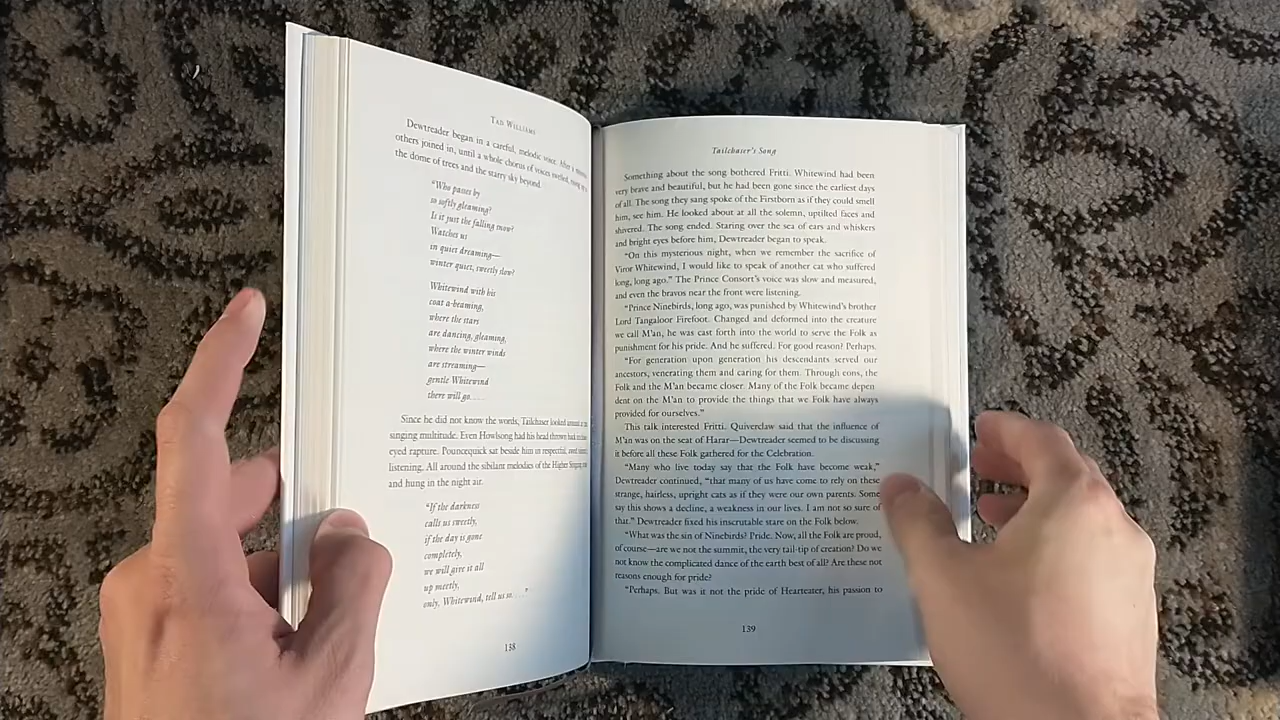 TAD WILLIAMS
Dewtreader began in a careful, melodic voice. After a
others joined in, until a whole chorus of voices swelled,
the dome of trees and the starry sky beyond.
"Who passes by
so softly gleaming?
Is it just the falling snow?
Watches us
in quiet dreaming—
winter quiet, sweetly slow?
Whitewind with his
coat a-beaming,
where the stars
are dancing, gleaming,
where the winter winds
are streaming—
gentle Whitewind
there will go. . . .
Since he did not know the words, Tailchaser looked around
singing multitude. Even Howlsong had his head thrown back
eyed rapture. Pouncequick sat beside him in respectful,
listening. All around the sibilant melodies of the Higher Singing
and hung in the night air.
"If the darkness
calls us sweetly,
if the day is gone
completely,
we will give it all
up meetly,
only, Whitewind, tell us so. . . . "
138
Tailchaser's Song
Something about the song bothered Fritti. Whitewind had been
very brave and beautiful, but he had been gone since the earliest days
of all. The song they sang spoke of the Firstborn as if they could smell
him, see him. He looked about at all the solemn, uptilted faces and
shivered. The song ended. Staring over the sea of ears and whiskers
and bright eyes before him, Dewtreader began to speak.
"On this mysterious night, when we remember the sacrifice of
Viror Whitewind, I would like to speak of another cat who suffered
long, long ago." The Prince Consort's voice was slow and measured,
and even the bravos near the front were listening.
"Prince Ninebirds, long ago, was punished by Whitewind's brother
Lord Tangaloor Firefoot. Changed and deformed into the creature
we call M'an, he was cast forth into the world to serve the Folk as
punishment for his pride. And he suffered. For good reason? Perhaps.
"For generation upon generation his descendants served our
ancestors, venerating them and caring for them. Through eons, the
Folk and the M'an became closer. Many of the Folk became depen
dent on the M'an to provide the things that we Folk have always
provided for ourselves."
This talk interested Fritti. Quiverclaw said that the influence of
M'an was on the seat of Harar—Dewtreader seemed to be discussing
it before all these Folk gathered for the Celebration.
"Many who live today say that the Folk have become weak,"
Dewtreader continued, "that many of us have come to rely on these
strange, hairless, upright cats as if they were our own parents. Some
say this shows a decline, a weakness in our lives. I am not so sure of
that." Dewtreader fixed his inscrutable stare on the Folk below.
"What was the sin of Ninebirds? Pride. Now, all the Folk are proud,
of course—are we not the summit, the very tail-tip of creation? Do we
not know the complicated dance of the earth best of all? Are these not
reasons enough for pride?
"Perhaps. But was it not the pride of Hearteater, his passion to
139